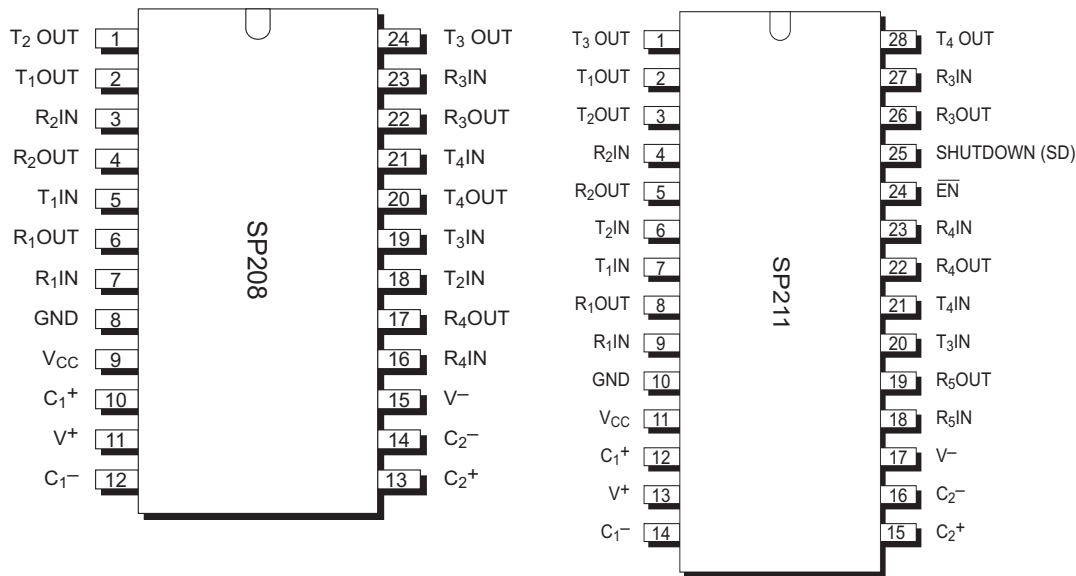 T₂ OUT 1
T₁OUT 2
R₂IN 3
R₂OUT 4
T₁IN 5
R₁OUT 6
R₁IN 7
GND 8
VCC 9
C₁⁺ 10
V⁺ 11
C₁⁻ 12
SP208
24 T₃ OUT
23 R₃IN
22 R₃OUT
21 T₄IN
20 T₄OUT
19 T₃IN
18 T₂IN
17 R₄OUT
16 R₄IN
15 V⁻
14 C₂⁻
13 C₂⁺
T₃ OUT 1
T₁OUT 2
T₂OUT 3
R₂IN 4
R₂OUT 5
T₂IN 6
T₁IN 7
R₁OUT 8
R₁IN 9
GND 10
VCC 11
C₁⁺ 12
V⁺ 13
C₁⁻ 14
SP211
28 T₄ OUT
27 R₃IN
26 R₃OUT
25 SHUTDOWN (SD)
24 E̅N̅
23 R₄IN
22 R₄OUT
21 T₄IN
20 T₃IN
19 R₅OUT
18 R₅IN
17 V⁻
16 C₂⁻
15 C₂⁺